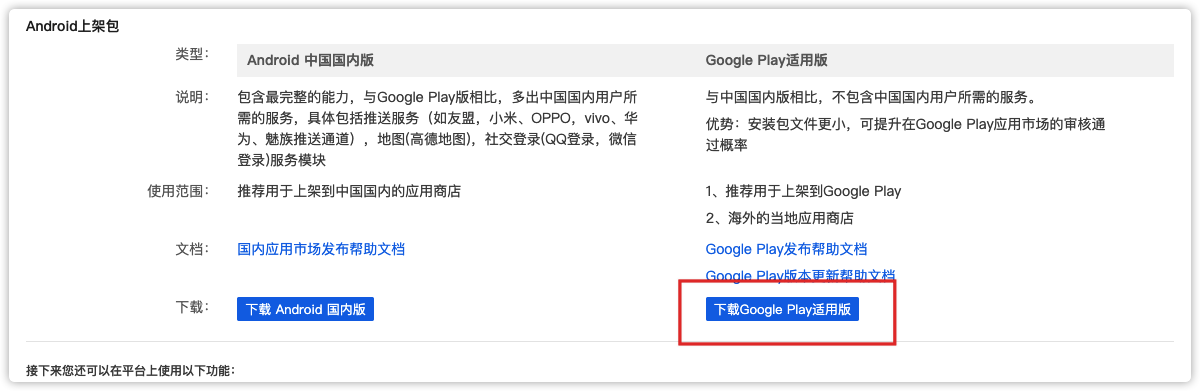 Android上架包
类型： Android 中国国内版 Google Play适用版
说明： 包含最完整的能力，与Google Play版相比，多出中国国内用户所 与中国国内版相比，不包含中国国内用户所需的服务。
需的服务，具体包括推送服务（如友盟，小米、OPPO，vivo、华 优势：安装包文件更小，可提升在Google Play应用市场的审核通
为、魅族推送通道），地图(高德地图)，社交登录(QQ登录，微信 过概率
登录)服务模块
使用范围： 推荐用于上架到中国国内的应用商店 1、推荐用于上架到Google Play
2、海外的当地应用商店
文档： 国内应用市场发布帮助文档 Google Play发布帮助文档
Google Play版本更新帮助文档
下载： 下载 Android 国内版 下载Google Play适用版
接下来您还可以在平台上使用以下功能：